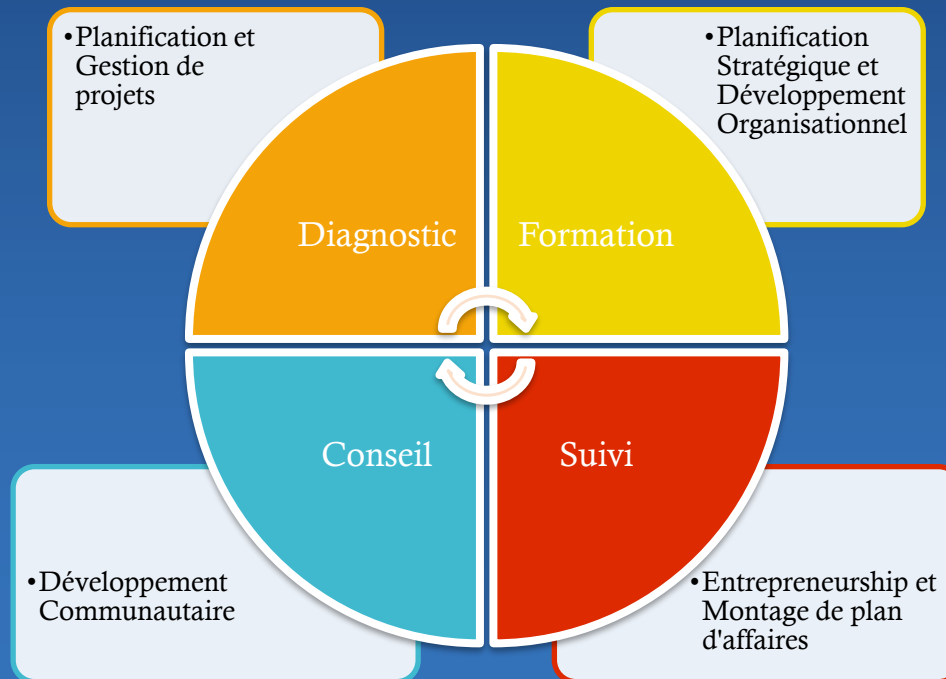 •Planification et
Gestion de
projets
•Planification
Stratégique et
Développement
Organisationnel
Diagnostic
Formation
Conseil
Suivi
•Développement
Communautaire
•Entrepreneurship et
Montage de plan
d'affaires